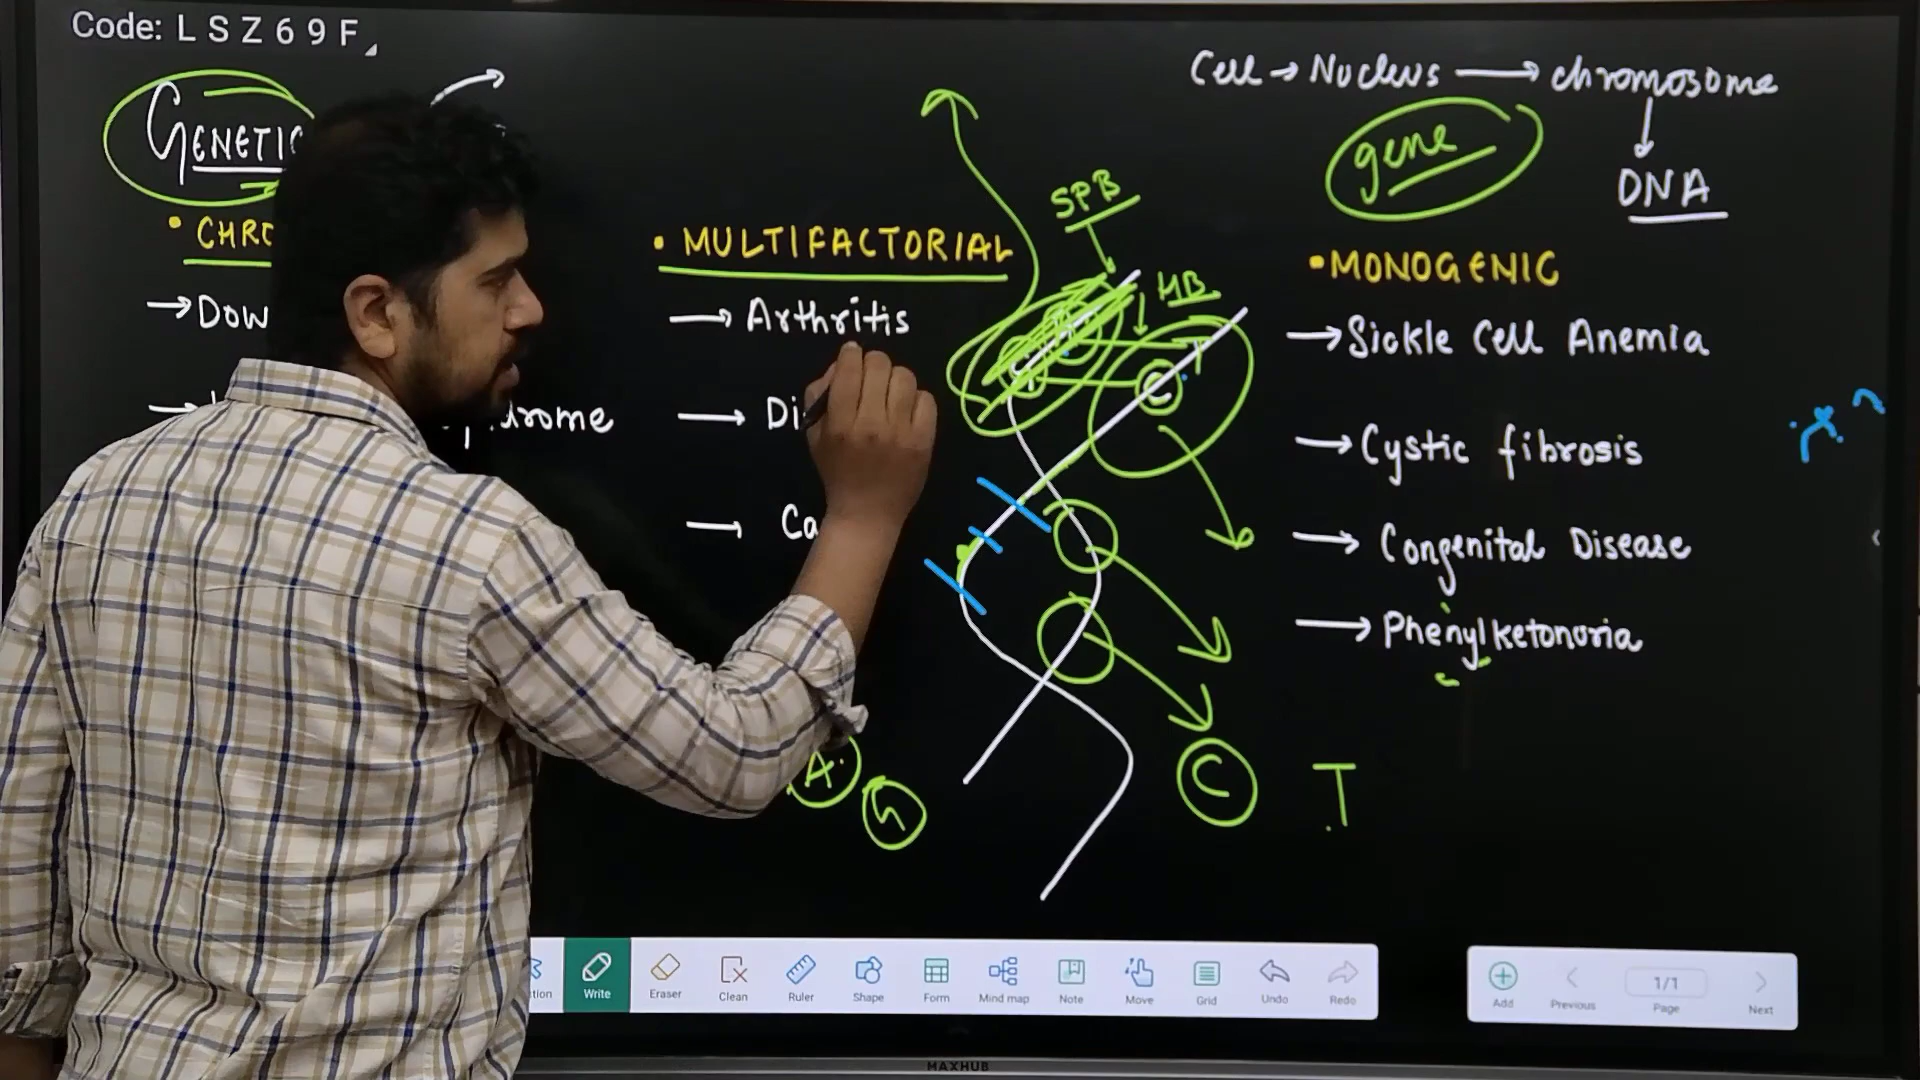 Code: LSZ69F
Cell → Nucleus → chromosome
GENETIC
gene
DNA
SPB
• CHRO
• MULTIFACTORIAL
• MONOGENIC
HB
→ Dow
→ Arthritis
T
→ Sickle Cell Anemia
C
→ Di
drome
→ Cystic fibrosis
→ Ca
→ Congenital Disease
→ Phenylketonuria
A
G
C
T
Write
Eraser
Clean
Ruler
Shape
Form
Mind map
Note
Move
Grid
Undo
Redo
Add
Previous
1/1
Page
Next
MAXHUB